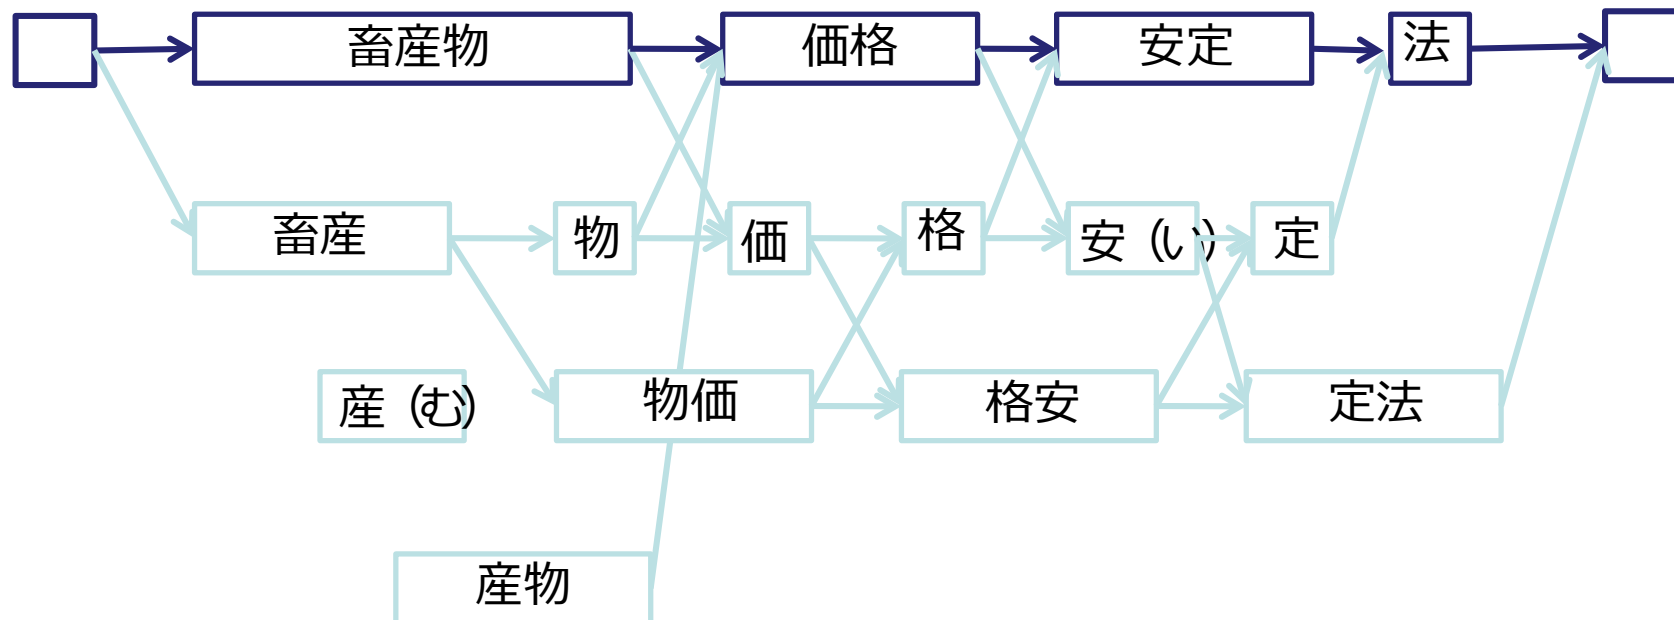 畜産物 価格 安定 法
畜産 物 価 格 安（い） 定
産（む） 物価 格安 定法
産物